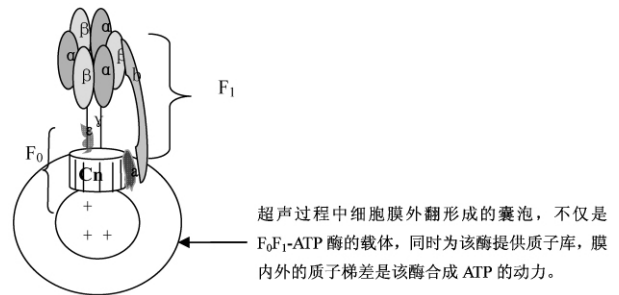 β α
α β
β α b
F₁
γ
ε
F₀
Cn a
+
+ +
超声过程中细胞膜外翻形成的囊泡，不仅是
F₀F₁-ATP 酶的载体，同时为该酶提供质子库，膜
内外的质子梯差是该酶合成 ATP 的动力。